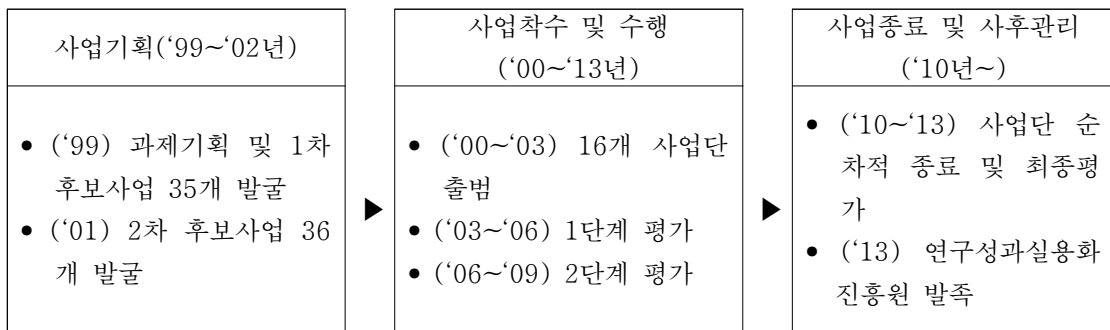 사업기획(‘99~‘02년)
• (‘99) 과제기획 및 1차
후보사업 35개 발굴
• (‘01) 2차 후보사업 36
개 발굴
▶
사업착수 및 수행
(‘00~‘13년)
• (‘00~‘03) 16개 사업단
출범
• (‘03~‘06) 1단계 평가
• (‘06~‘09) 2단계 평가
▶
사업종료 및 사후관리
(‘10년~)
• (‘10~‘13) 사업단 순
차적 종료 및 최종평
가
• (‘13) 연구성과실용화
진흥원 발족